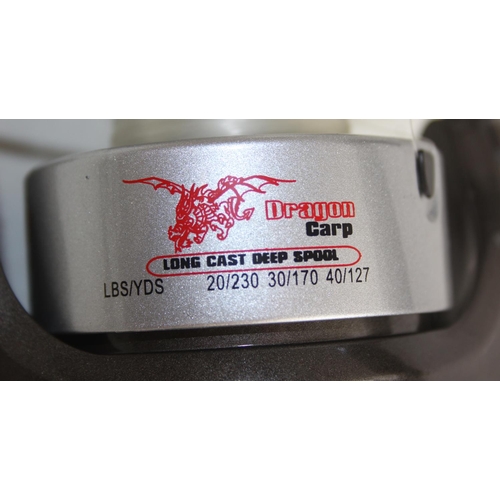 Dragon
Carp
LONG CAST DEEP SPOOL
LBS/YDS 20/230 30/170 40/127